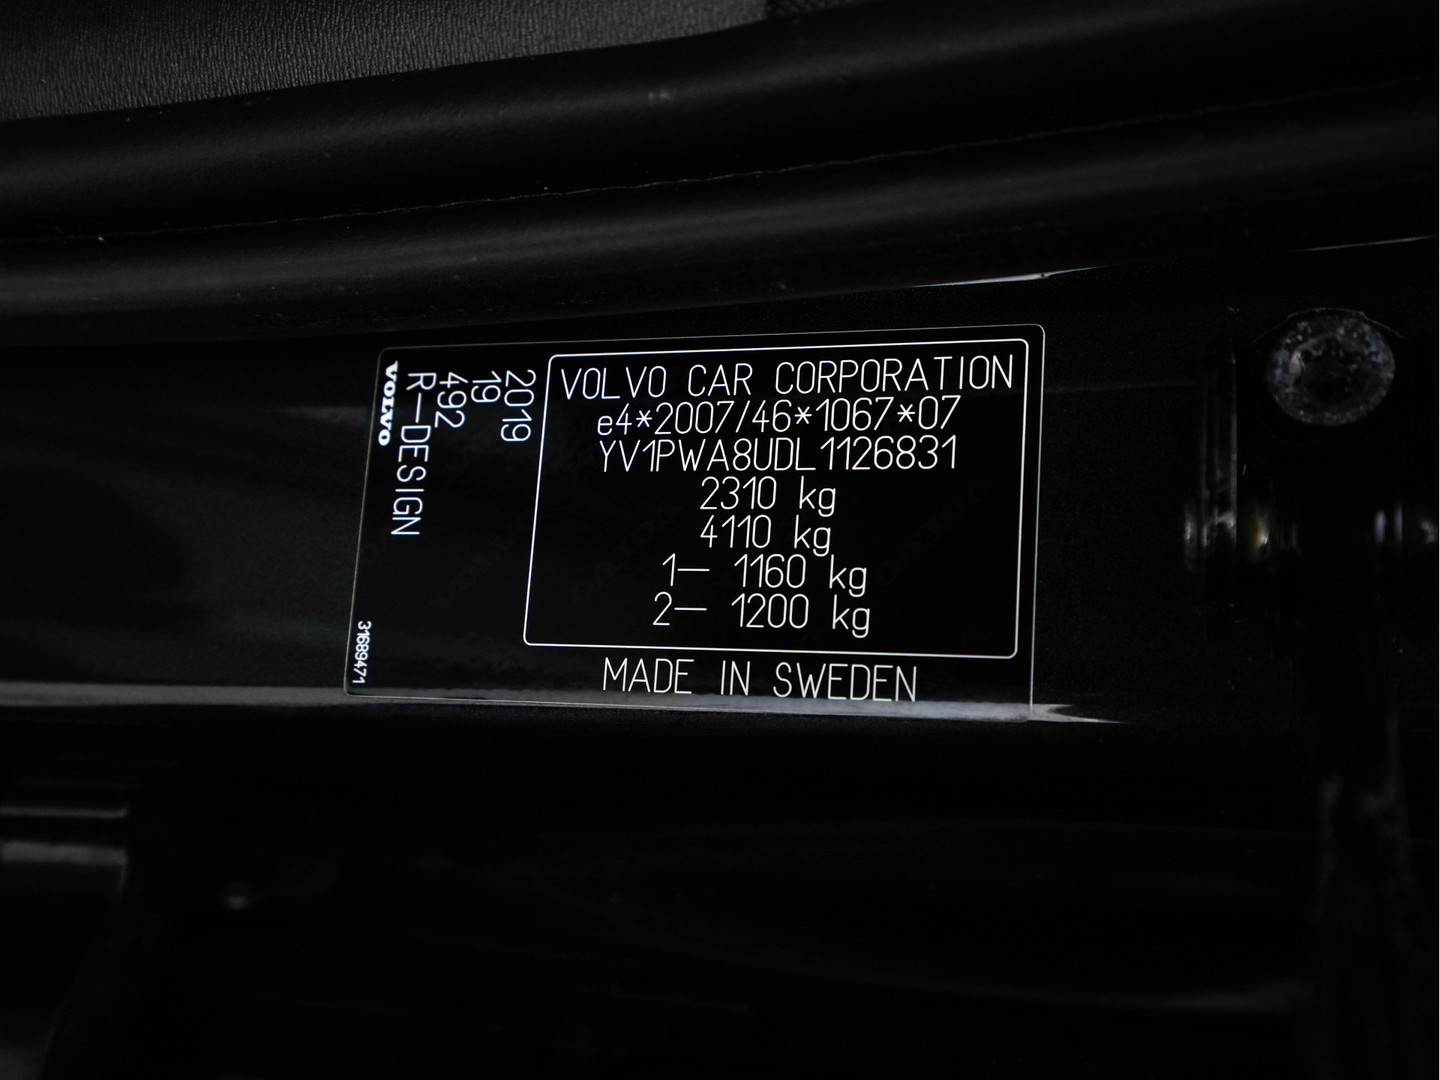 VOLVO CAR CORPORATION
e4*2007/46*1067*07
YV1PWA8UDL1126831
2310 kg
4110 kg
1— 1160 kg
2— 1200 kg
MADE IN SWEDEN
2019
19
492
R—DESIGN
VOLVO
31689471